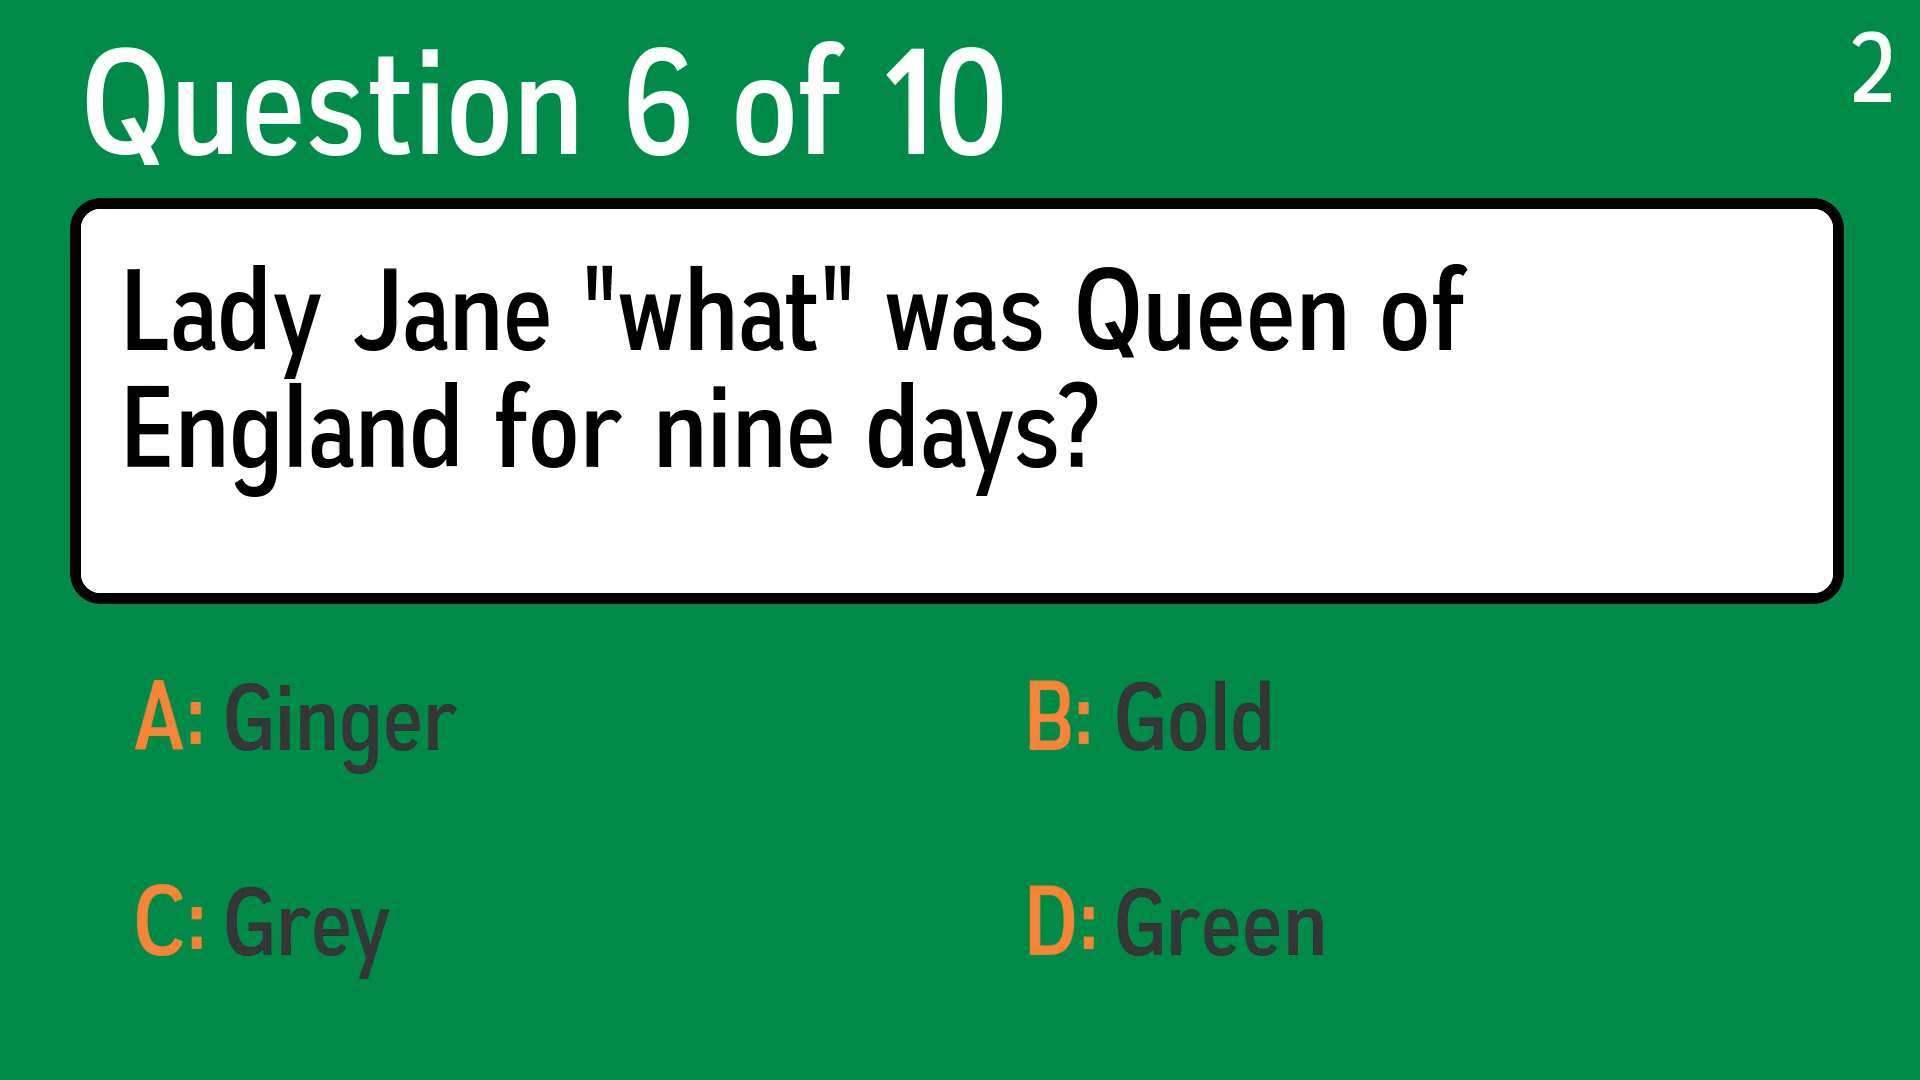 Question 6 of 10
2
Lady Jane "what" was Queen of
England for nine days?
A: Ginger
B: Gold
C: Grey
D: Green